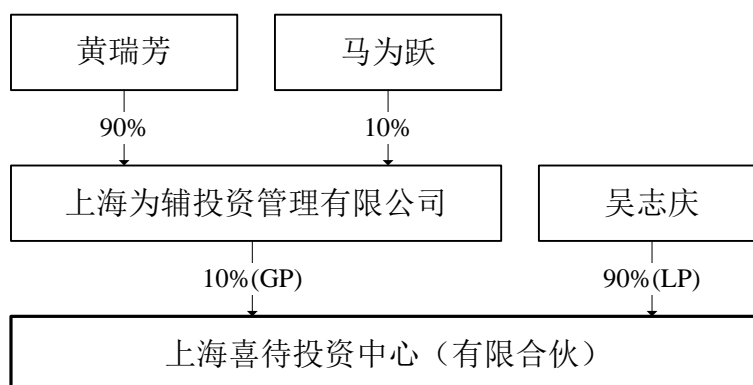 黄瑞芳
马为跃
90%
10%
上海为辅投资管理有限公司
吴志庆
10%(GP)
90%(LP)
上海喜待投资中心（有限合伙）